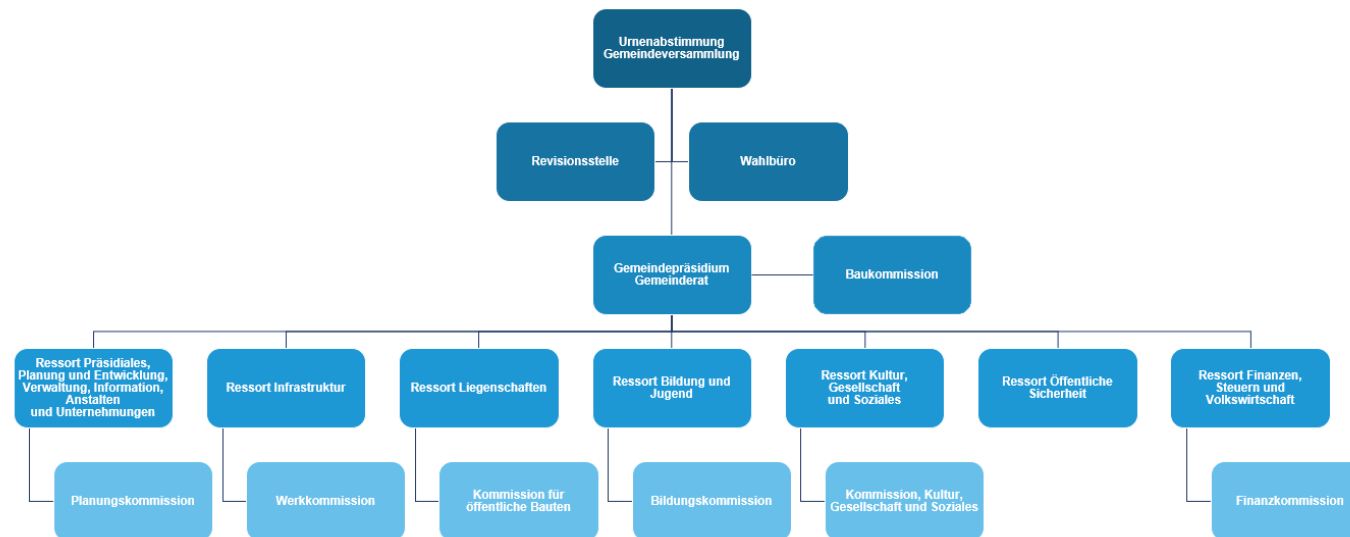 Urnenabstimmung
Gemeindeversammlung
Revisionsstelle
Wahlbüro
Gemeindepräsidium
Gemeinderat
Baukommission
Ressort Präsidiales,
Planung und Entwicklung,
Verwaltung, Information,
Anstalten
und Unternehmungen
Ressort Infrastruktur
Ressort Liegenschaften
Ressort Bildung und
Jugend
Ressort Kultur,
Gesellschaft
und Soziales
Ressort Öffentliche
Sicherheit
Ressort Finanzen,
Steuern und
Volkswirtschaft
Planungskommission
Werkkommission
Kommission für
öffentliche Bauten
Bildungskommission
Kommission, Kultur,
Gesellschaft und Soziales
Finanzkommission